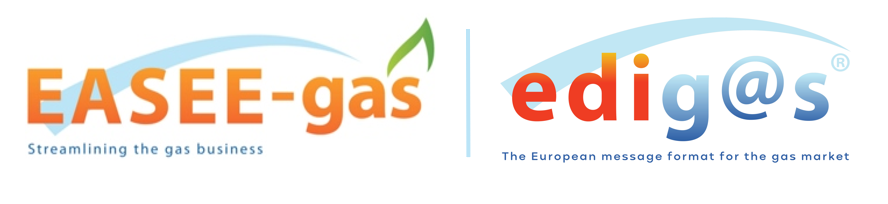 EASEE-gas
Streamlining the gas business
edig@s®
The European message format for the gas market